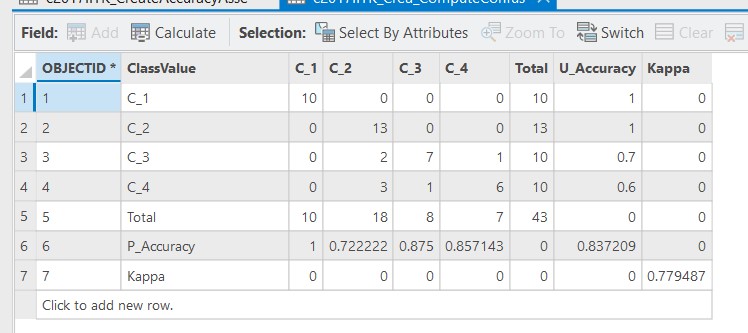 Field: Add Calculate Selection: Select By Attributes Zoom To Switch Clear
OBJECTID * ClassValue C_1 C_2 C_3 C_4 Total U_Accuracy Kappa
1 1 C_1 10 0 0 0 10 1 0
2 2 C_2 0 13 0 0 13 1 0
3 3 C_3 0 2 7 1 10 0.7 0
4 4 C_4 0 3 1 6 10 0.6 0
5 5 Total 10 18 8 7 43 0 0
6 6 P_Accuracy 1 0.722222 0.875 0.857143 0 0.837209 0
7 7 Kappa 0 0 0 0 0 0 0.779487
Click to add new row.